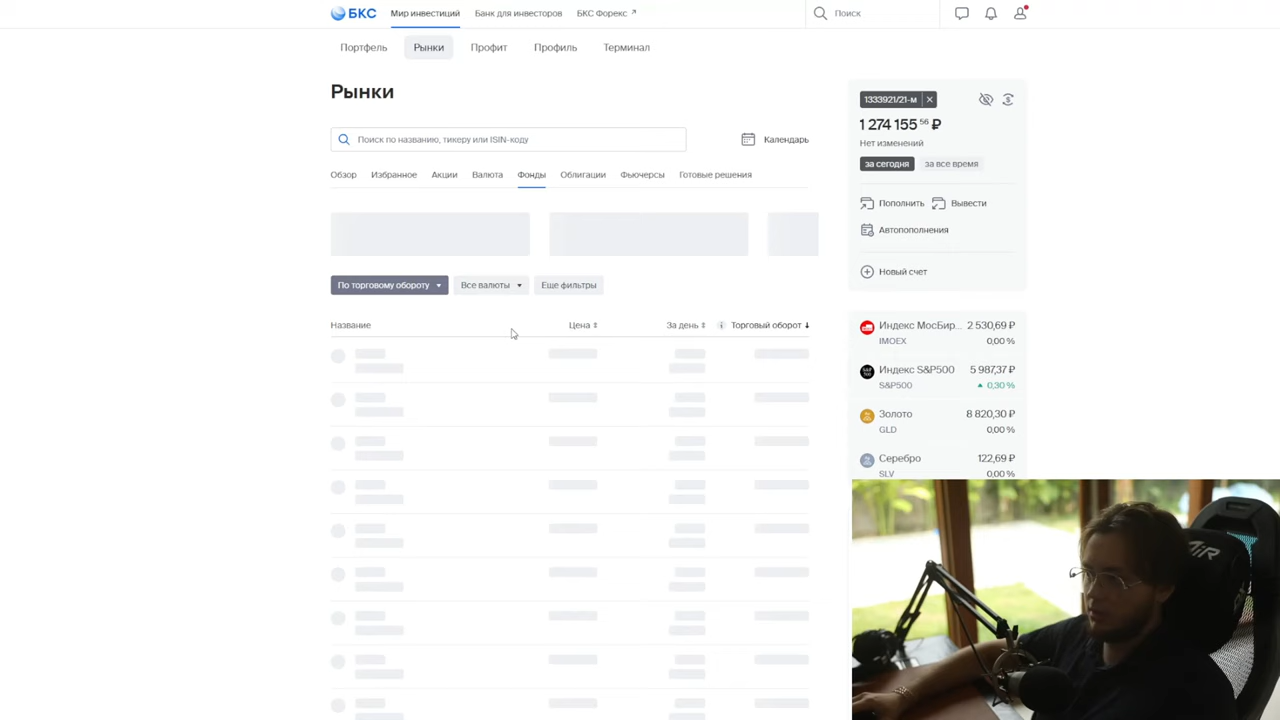 БКС
Мир инвестиций
Банк для инвесторов
БКС Форекс
Поиск
Портфель
Рынки
Профит
Профиль
Терминал
Рынки
Поиск по названию, тикеру или ISIN-коду
Календарь
Обзор
Избранное
Акции
Валюта
Фонды
Облигации
Фьючерсы
Готовые решения
По торговому обороту
Все валюты
Еще фильтры
Название
Цена
За день
Торговый оборот
1333921/21-м
1 274 155 56 ₽
Нет изменений
за сегодня
за все время
Пополнить
Вывести
Автопополнения
Новый счет
Индекс МосБир... 2 530,69 ₽
IMOEX 0,00 %
Индекс S&P500 5 987,37 ₽
S&P500 0,30 %
Золото 8 820,30 ₽
GLD 0,00 %
Серебро 122,69 ₽
SLV 0,00 %